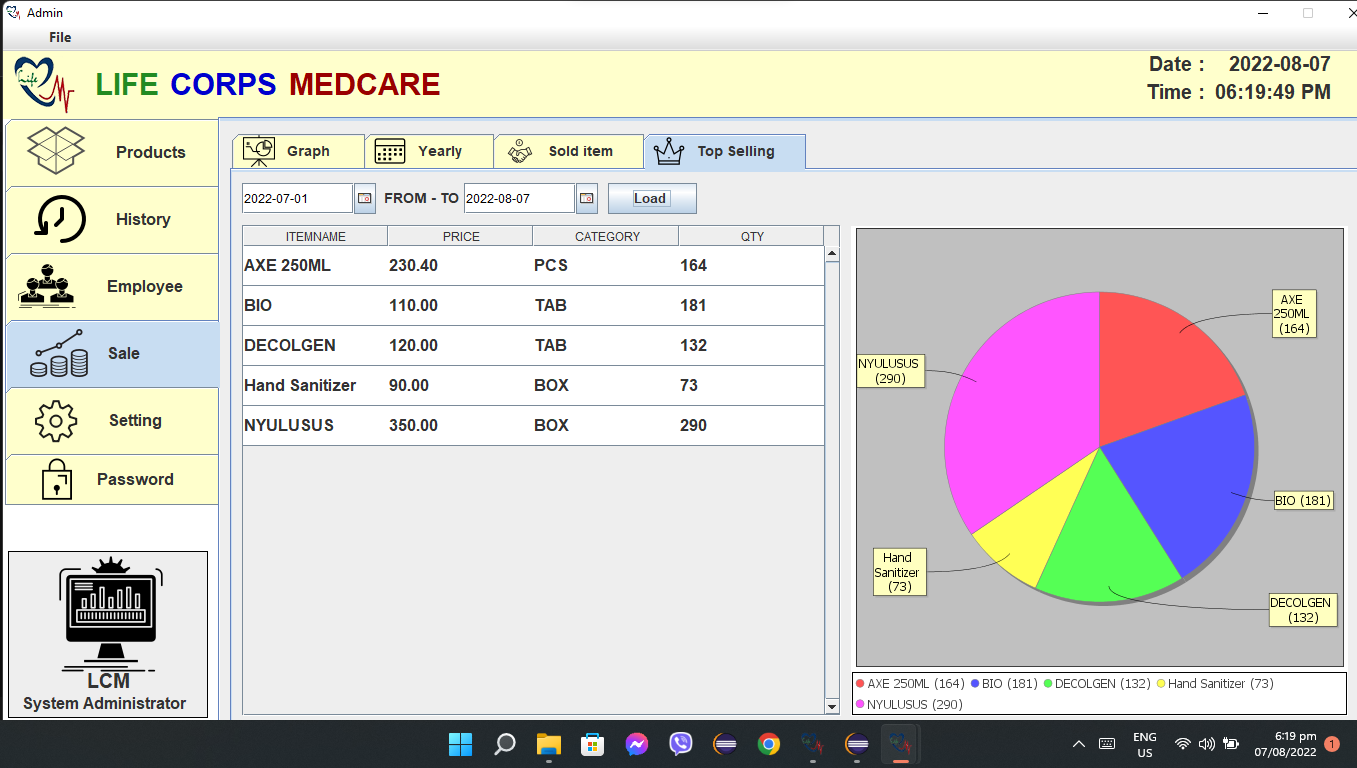 Admin
File
Life
LIFE CORPS MEDCARE
Date : 2022-08-07
Time : 06:19:49 PM
Products
History
Employee
Sale
Setting
Password
LCM
System Administrator
Graph
Yearly
Sold item
Top Selling
2022-07-01 FROM - TO 2022-08-07 Load
ITEMNAME PRICE CATEGORY QTY
AXE 250ML 230.40 PCS 164
BIO 110.00 TAB 181
DECOLGEN 120.00 TAB 132
Hand Sanitizer 90.00 BOX 73
NYULUSUS 350.00 BOX 290
AXE
250ML
(164)
NYULUSUS
(290)
BIO (181)
Hand
Sanitizer
(73)
DECOLGEN
(132)
AXE 250ML (164) BIO (181) DECOLGEN (132) Hand Sanitizer (73)
NYULUSUS (290)
ENG
US
6:19 pm
07/08/2022
1